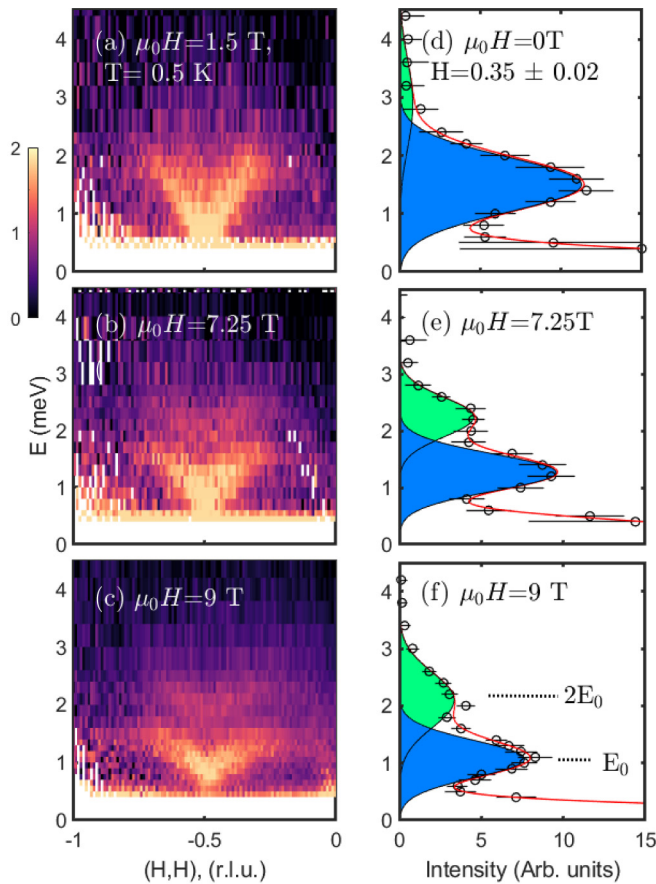 (a) μ₀H=1.5 T,
T= 0.5 K
(d) μ₀H=0T
H=0.35 ± 0.02
4
3
2
1
0
2
1
0
4
3
2
1
0
(b) μ₀H=7.25 T
(e) μ₀H=7.25T
E (meV)
4
3
2
1
0
4
3
2
1
0
(c) μ₀H=9 T
(f) μ₀H=9 T
2E₀
E₀
4
3
2
1
0
4
3
2
1
0
-1 -0.5 0
0 5 10 15
(H,H), (r.l.u.)
Intensity (Arb. units)